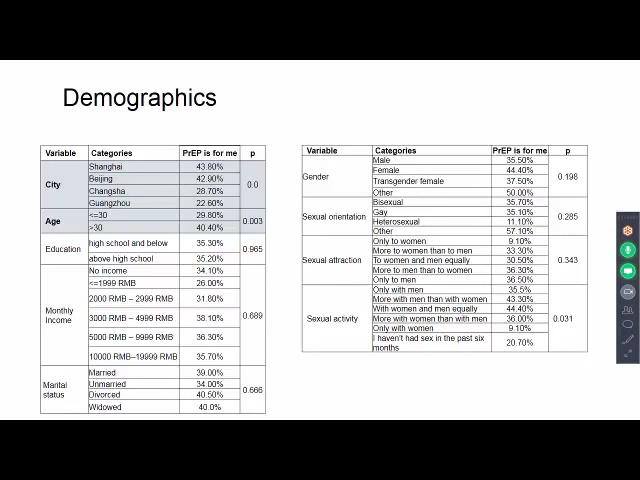 Demographics
Variable Categories PrEP is for me p
City Shanghai 43.80% 0.0
Beijing 42.90%
Changsha 28.70%
Guangzhou 22.60%
Age <=30 29.80% 0.003
>30 40.40%
Education high school and below 35.30% 0.965
above high school 35.20%
Monthly Income No income 34.10% 0.689
<=1999 RMB 26.00%
2000 RMB – 2999 RMB 31.80%
3000 RMB – 4999 RMB 38.10%
5000 RMB – 9999 RMB 36.30%
10000 RMB–19999 RMB 35.70%
Marital status Married 39.00% 0.666
Unmarried 34.00%
Divorced 40.50%
Widowed 40.0%
Variable Categories PrEP is for me p
Gender Male 35.50% 0.198
Female 44.40%
Transgender female 37.50%
Other 50.00%
Sexual orientation Bisexual 35.70% 0.285
Gay 35.10%
Heterosexual 11.10%
Other 57.10%
Sexual attraction Only to women 9.10% 0.343
More to women than to men 33.30%
To women and men equally 30.50%
More to men than to women 36.30%
Only to men 36.50%
Sexual activity Only with men 35.5% 0.031
More with men than with women 43.30%
With women and men equally 44.40%
More with women than with men 36.00%
Only with women 9.10%
I haven't had sex in the past six months 20.70%